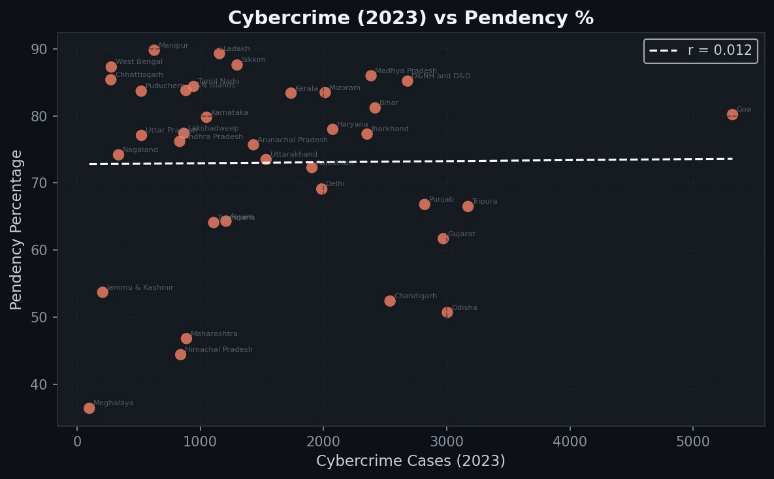 Cybercrime (2023) vs Pendency %
r = 0.012
Pendency Percentage
90
80
70
60
50
40
Manipur
Ladakh
West Bengal
Sikkim
Chhattisgarh
Madhya Pradesh
D&NH and D&D
Tamil Nadu
Puducherry
Islands
Kerala
Mizoram
Bihar
Goa
Karnataka
Haryana
Jharkhand
Uttar Pradesh
Lakshadweep
Andhra Pradesh
Arunachal Pradesh
Nagaland
Uttarakhand
Delhi
Punjab
Tripura
Gujarat
Jammu & Kashmir
Chandigarh
Odisha
Maharashtra
Himachal Pradesh
Meghalaya
0 1000 2000 3000 4000 5000
Cybercrime Cases (2023)